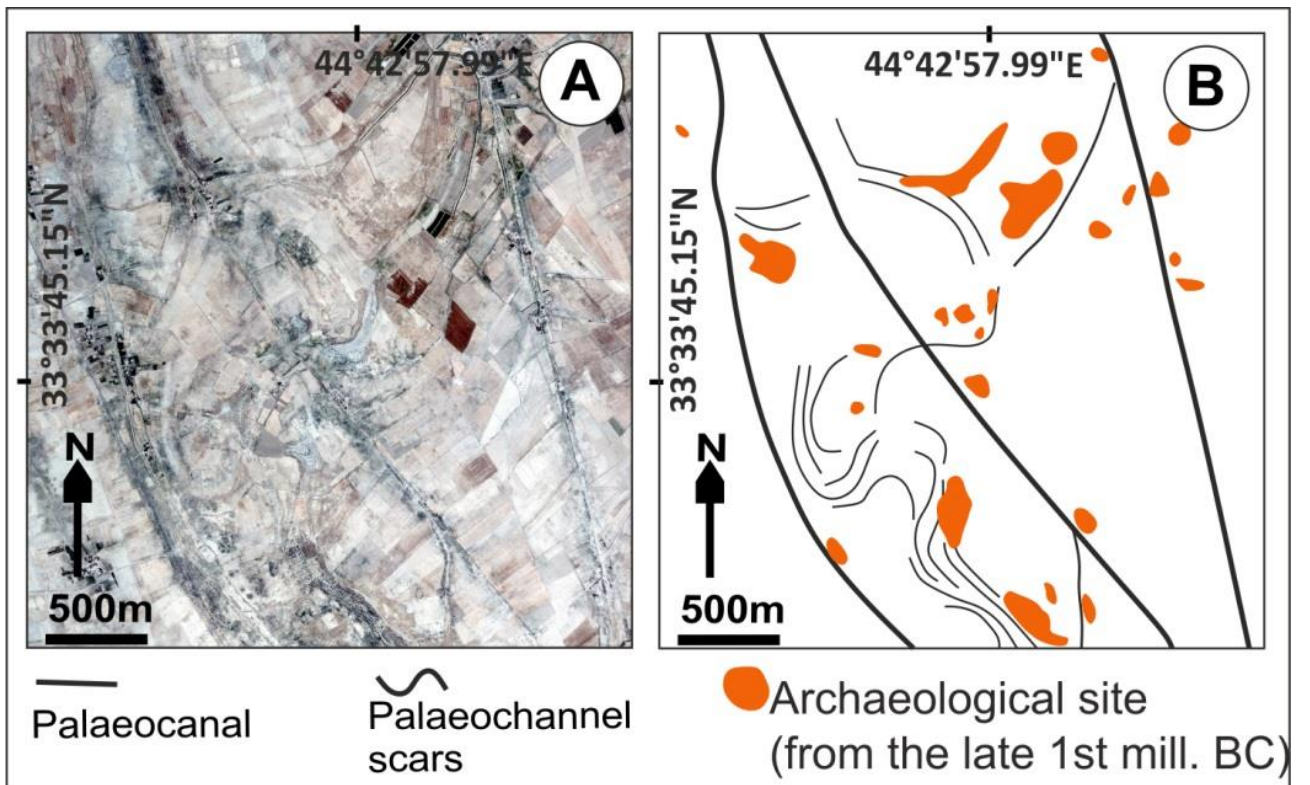 44°42'57.99"E
A
33°33'45.15"N
N
500m
44°42'57.99"E
B
33°33'45.15"N
N
500m
Palaeocanal
Palaeochannel
scars
Archaeological site
(from the late 1st mill. BC)